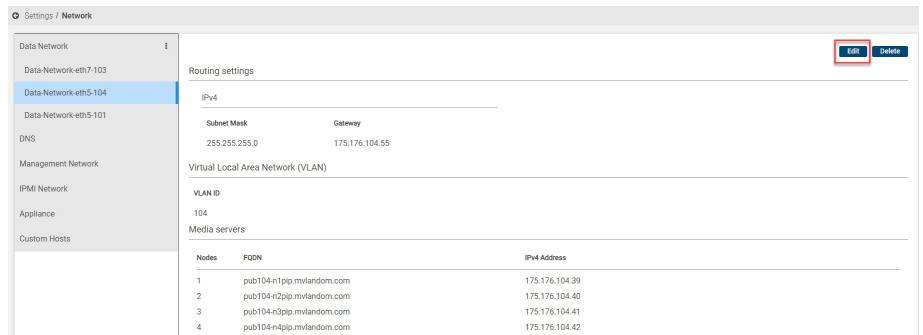 Settings / Network
Data Network
Data-Network-eth7-103
Data-Network-eth5-104
Data-Network-eth5-101
DNS
Management Network
IPMI Network
Appliance
Custom Hosts
Edit Delete
Routing settings
IPv4
Subnet Mask Gateway
255.255.255.0 175.176.104.55
Virtual Local Area Network (VLAN)
VLAN ID
104
Media servers
Nodes FQDN IPv4 Address
1 pub104-n1pip.mvlandom.com 175.176.104.39
2 pub104-n2pip.mvlandom.com 175.176.104.40
3 pub104-n3pip.mvlandom.com 175.176.104.41
4 pub104-n4pip.mvlandom.com 175.176.104.42